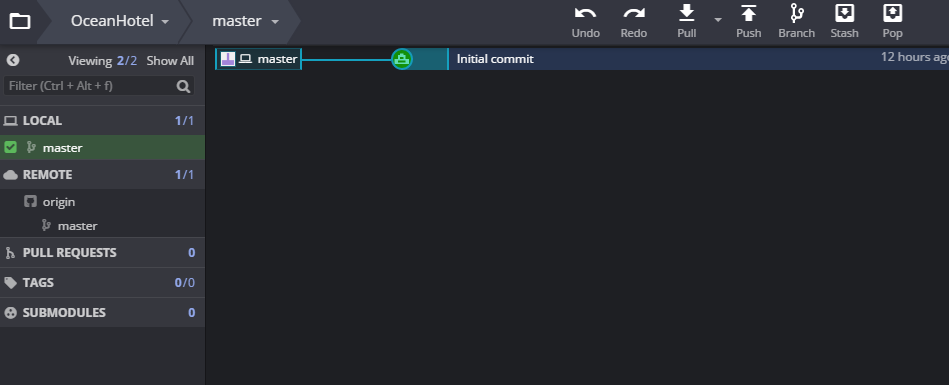 OceanHotel master Undo Redo Pull Push Branch Stash Pop
Viewing 2/2 Show All
Filter (Ctrl + Alt + f)
LOCAL 1/1
master
REMOTE 1/1
origin
master
PULL REQUESTS 0
TAGS 0/0
SUBMODULES 0
master Initial commit 12 hours ago